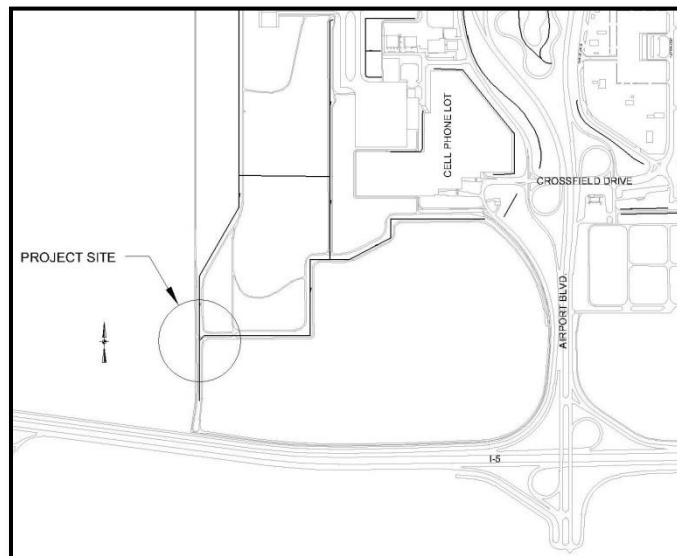 CELL PHONE LOT
CROSSFIELD DRIVE
PROJECT SITE
AIRPORT BLVD.
I-5